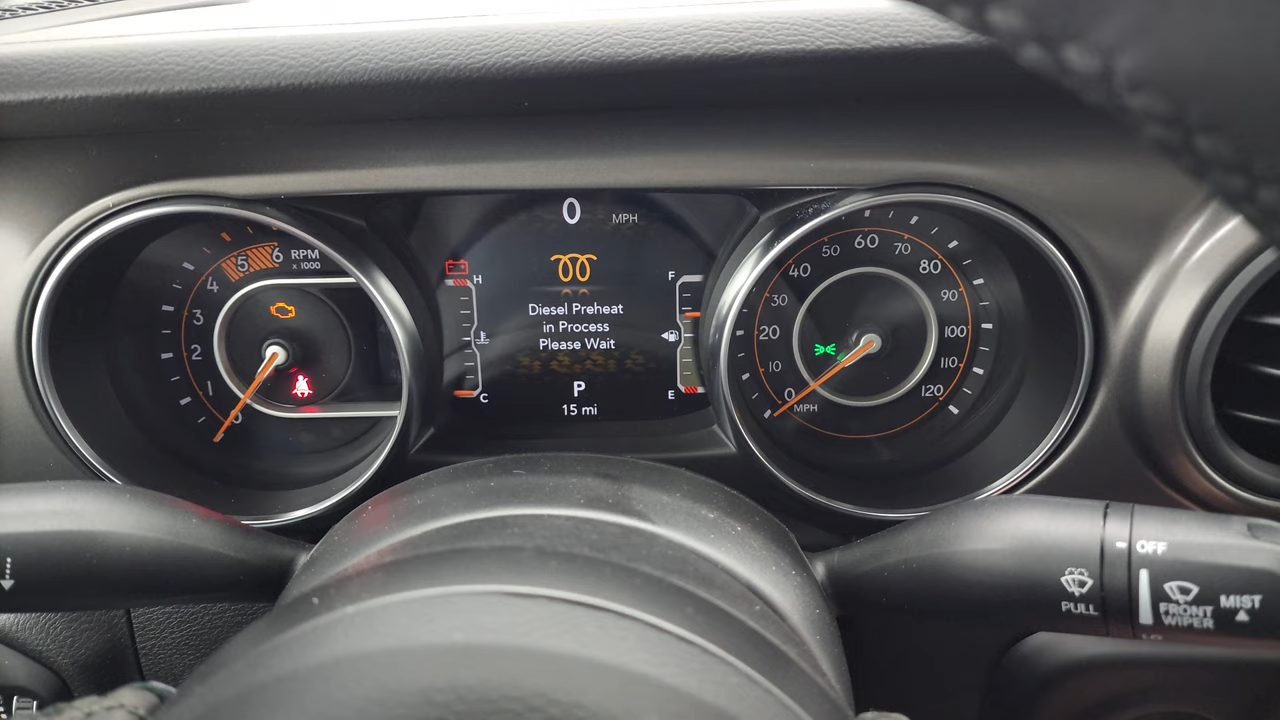 5 6 RPM
x 1000
4
3
2
1
0
0 MPH
H
C
Diesel Preheat
in Process
Please Wait
P
15 mi
F
E
0
10
20
30
40
50
60
70
80
90
100
110
120
MPH
OFF
PULL
FRONT
WIPER
MIST
LO